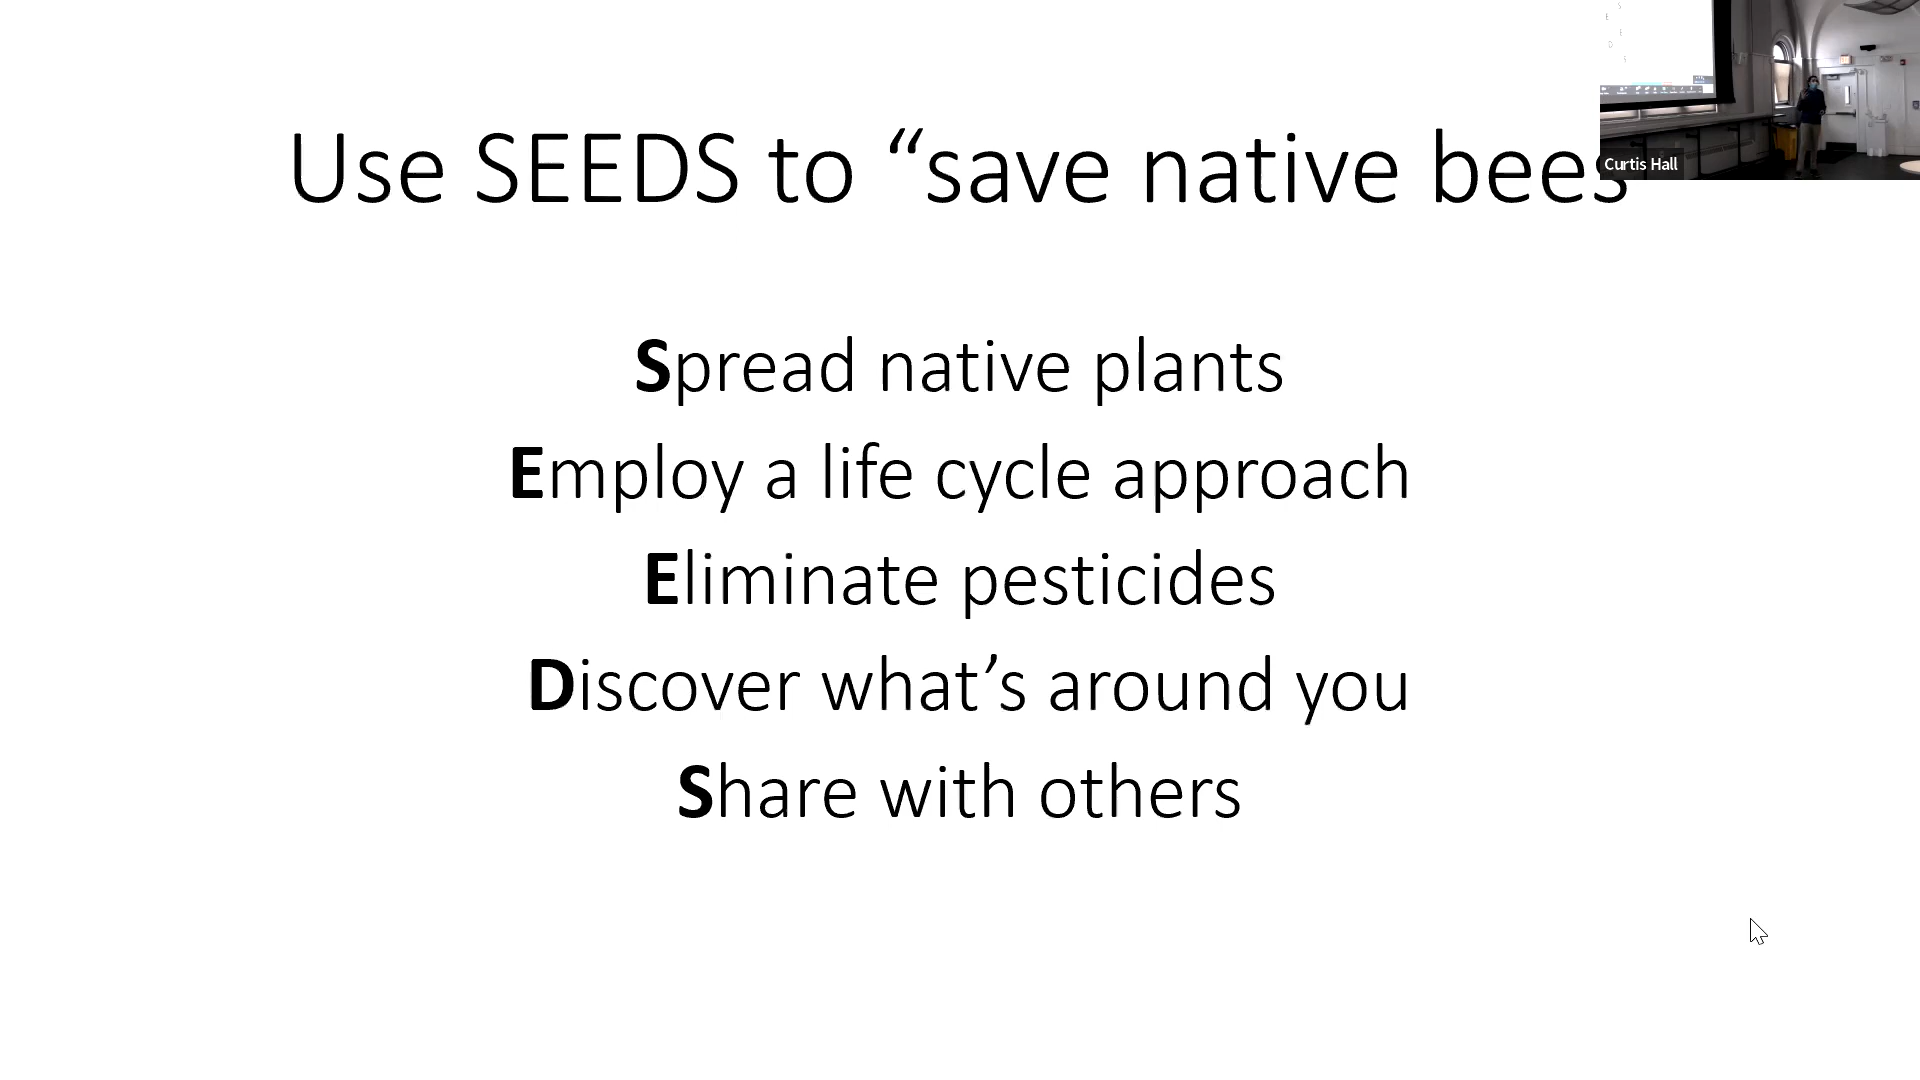 Use SEEDS to “save native bees
Curtis Hall
Spread native plants
Employ a life cycle approach
Eliminate pesticides
Discover what’s around you
Share with others